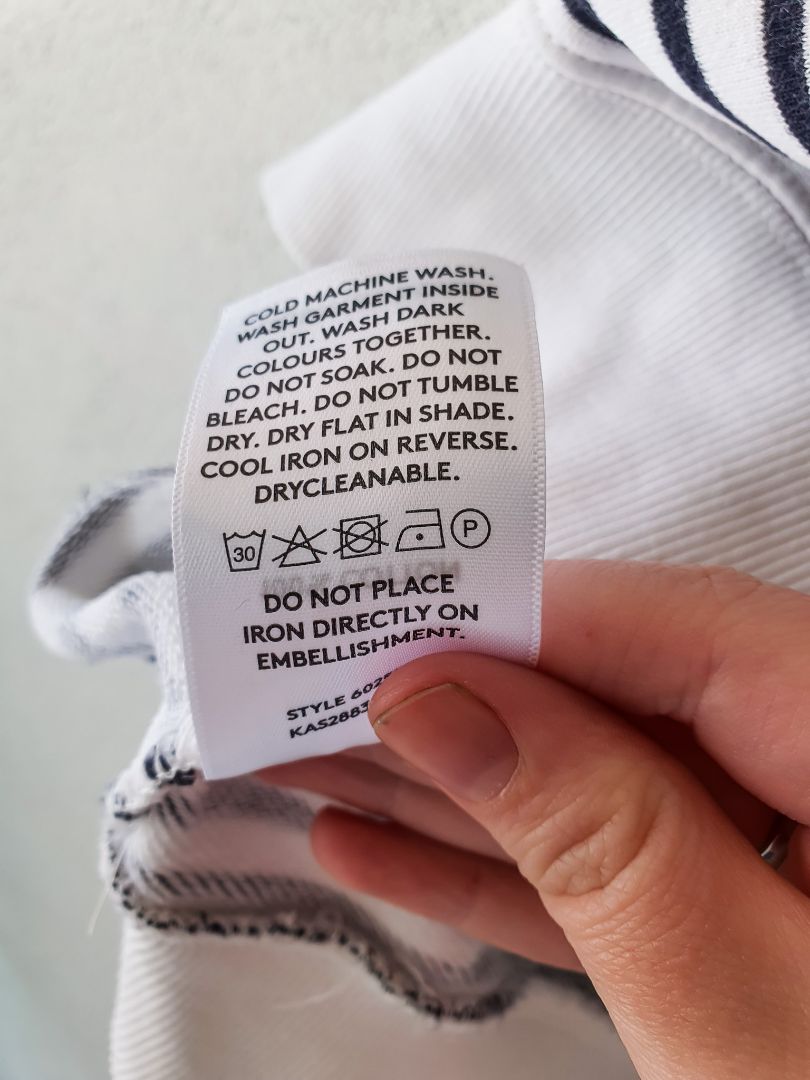 COLD MACHINE WASH.
WASH GARMENT INSIDE
OUT. WASH DARK
COLOURS TOGETHER.
DO NOT SOAK. DO NOT
BLEACH. DO NOT TUMBLE
DRY. DRY FLAT IN SHADE.
COOL IRON ON REVERSE.
DRYCLEANABLE.
30 P
DO NOT PLACE
IRON DIRECTLY ON
EMBELLISHMENT.
STYLE